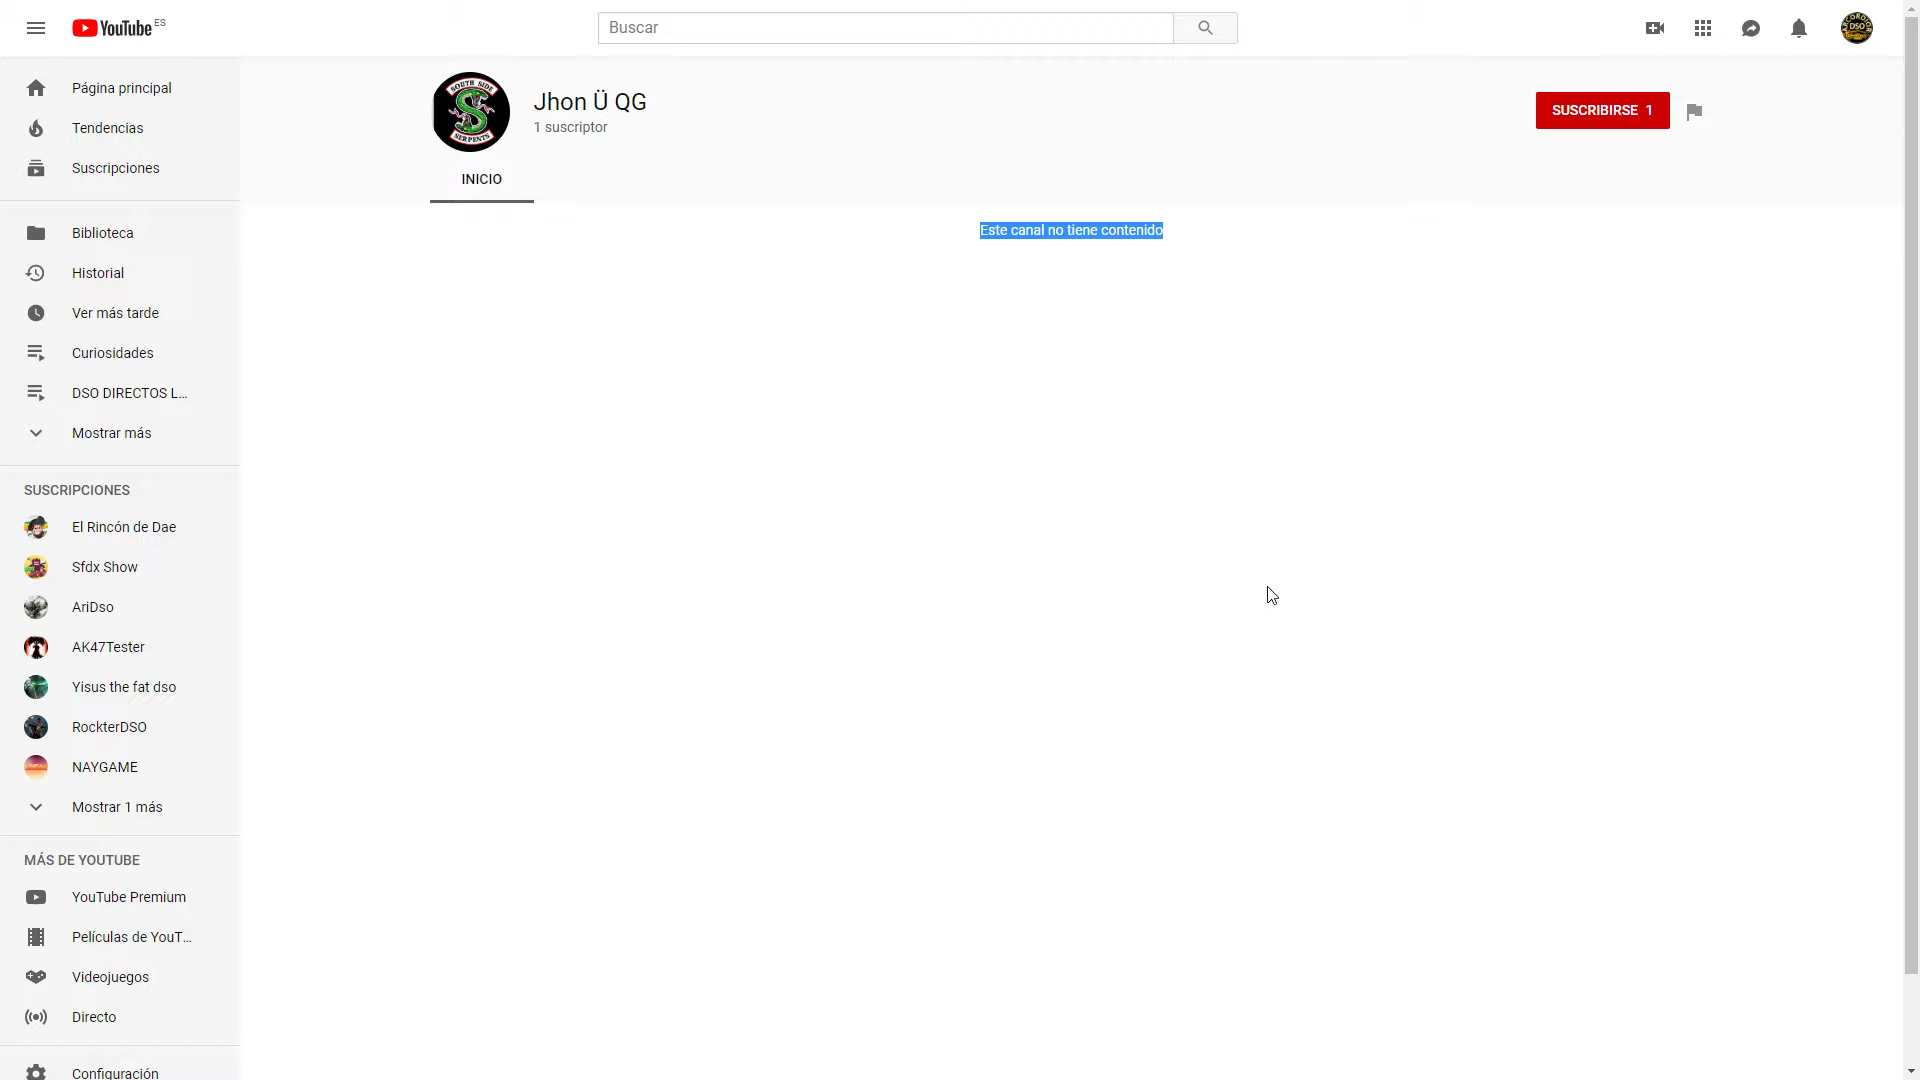 YouTube ES
Buscar
Página principal
Tendencias
Suscripciones
Biblioteca
Historial
Ver más tarde
Curiosidades
DSO DIRECTOS L...
Mostrar más
SUSCRIPCIONES
El Rincón de Dae
Sfdx Show
AriDso
AK47Tester
Yisus the fat dso
RockterDSO
NAYGAME
Mostrar 1 más
MÁS DE YOUTUBE
YouTube Premium
Películas de YouT...
Videojuegos
Directo
Configuración
SOUTH SIDE
SERPENTS
Jhon Ü QG
1 suscriptor
SUSCRIBIRSE 1
INICIO
Este canal no tiene contenido